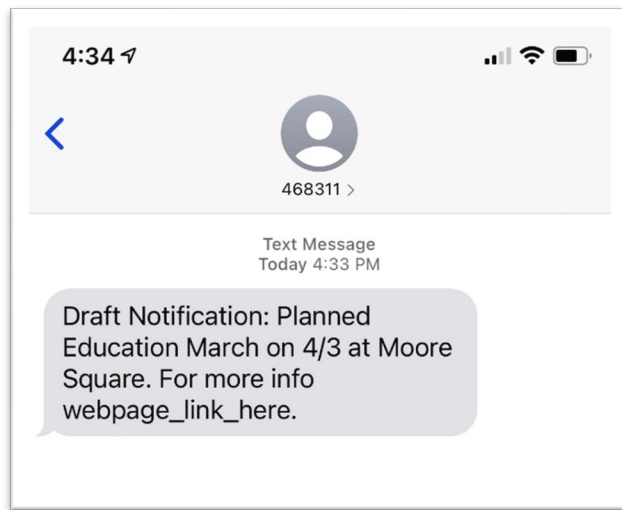 4:34
468311 >
Text Message
Today 4:33 PM
Draft Notification: Planned
Education March on 4/3 at Moore
Square. For more info
webpage_link_here.